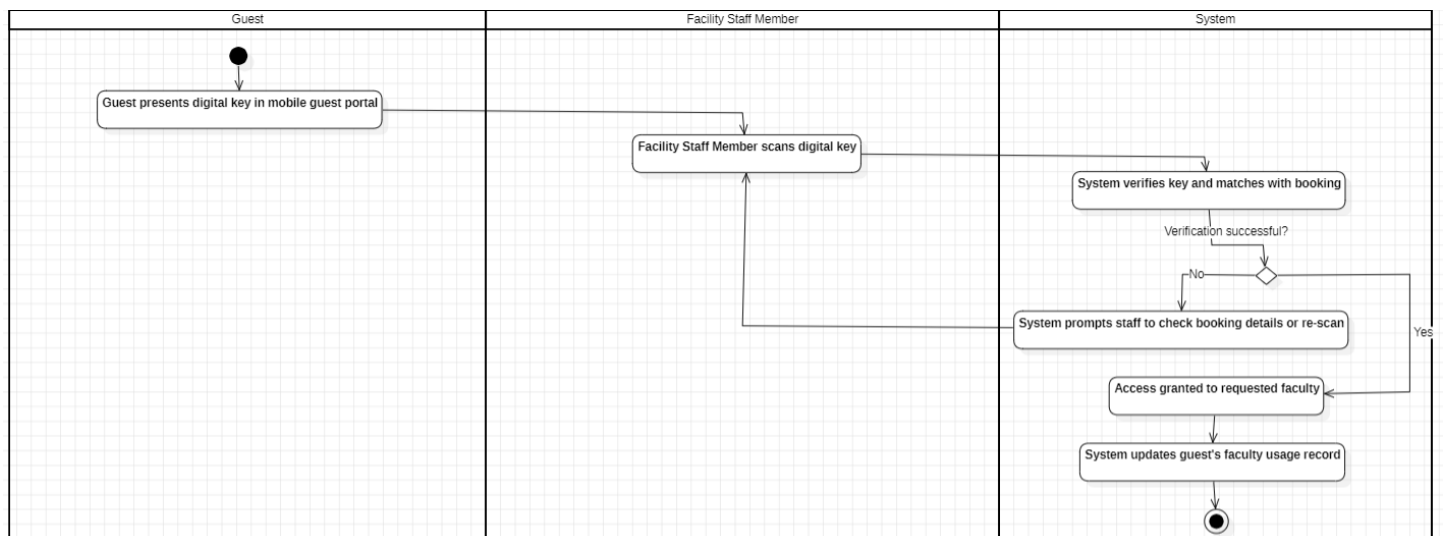 Guest
Facility Staff Member
System
Guest presents digital key in mobile guest portal
Facility Staff Member scans digital key
System verifies key and matches with booking
Verification successful?
No
System prompts staff to check booking details or re-scan
Yes
Access granted to requested faculty
System updates guest's faculty usage record